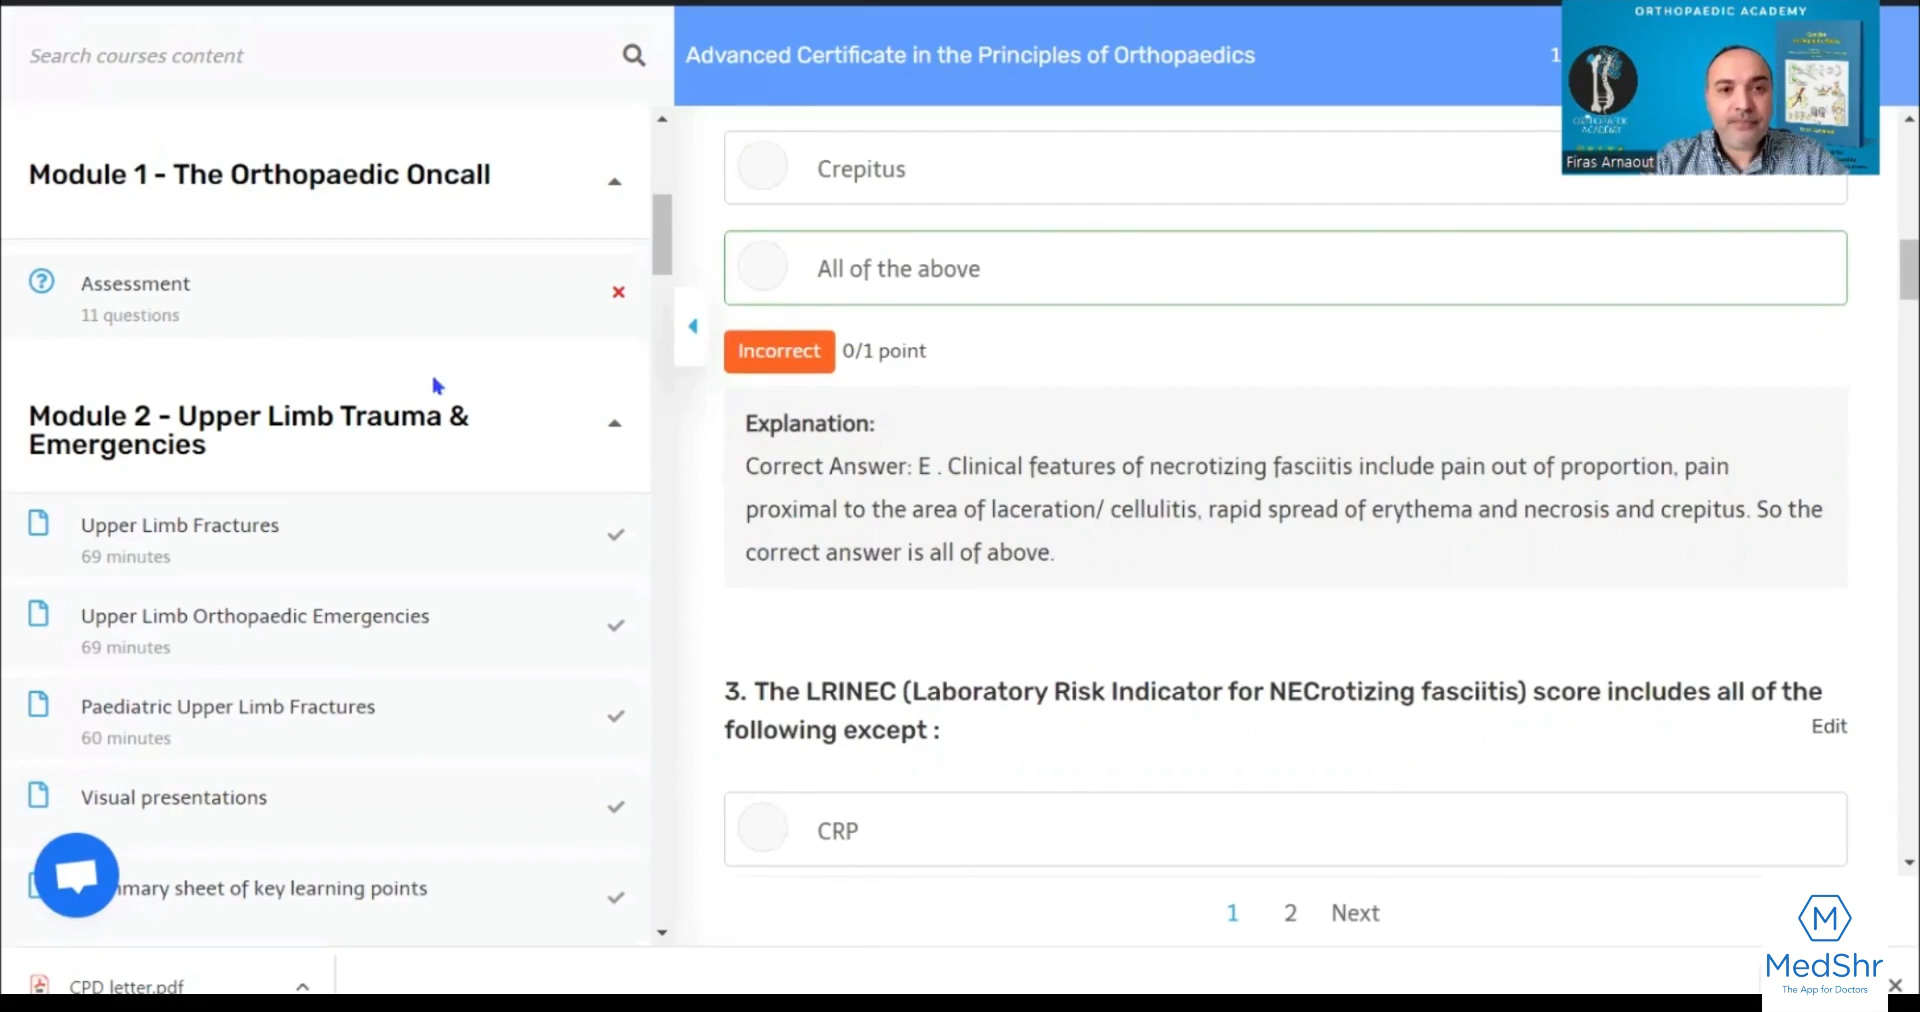 Search courses content
Module 1 - The Orthopaedic Oncall
Assessment
11 questions
Module 2 - Upper Limb Trauma &
Emergencies
Upper Limb Fractures
69 minutes
Upper Limb Orthopaedic Emergencies
69 minutes
Paediatric Upper Limb Fractures
60 minutes
Visual presentations
mary sheet of key learning points
CPD letter.pdf
Advanced Certificate in the Principles of Orthopaedics
1
ORTHOPAEDIC ACADEMY
ORTHOPAEDIC
ACADEMY
Firas Arnaout
Crepitus
All of the above
Incorrect 0/1 point
Explanation:
Correct Answer: E . Clinical features of necrotizing fasciitis include pain out of proportion, pain
proximal to the area of laceration/ cellulitis, rapid spread of erythema and necrosis and crepitus. So the
correct answer is all of above.
3. The LRINEC (Laboratory Risk Indicator for NECrotizing fasciitis) score includes all of the
following except :
Edit
CRP
1 2 Next
M
MedShr
The App for Doctors